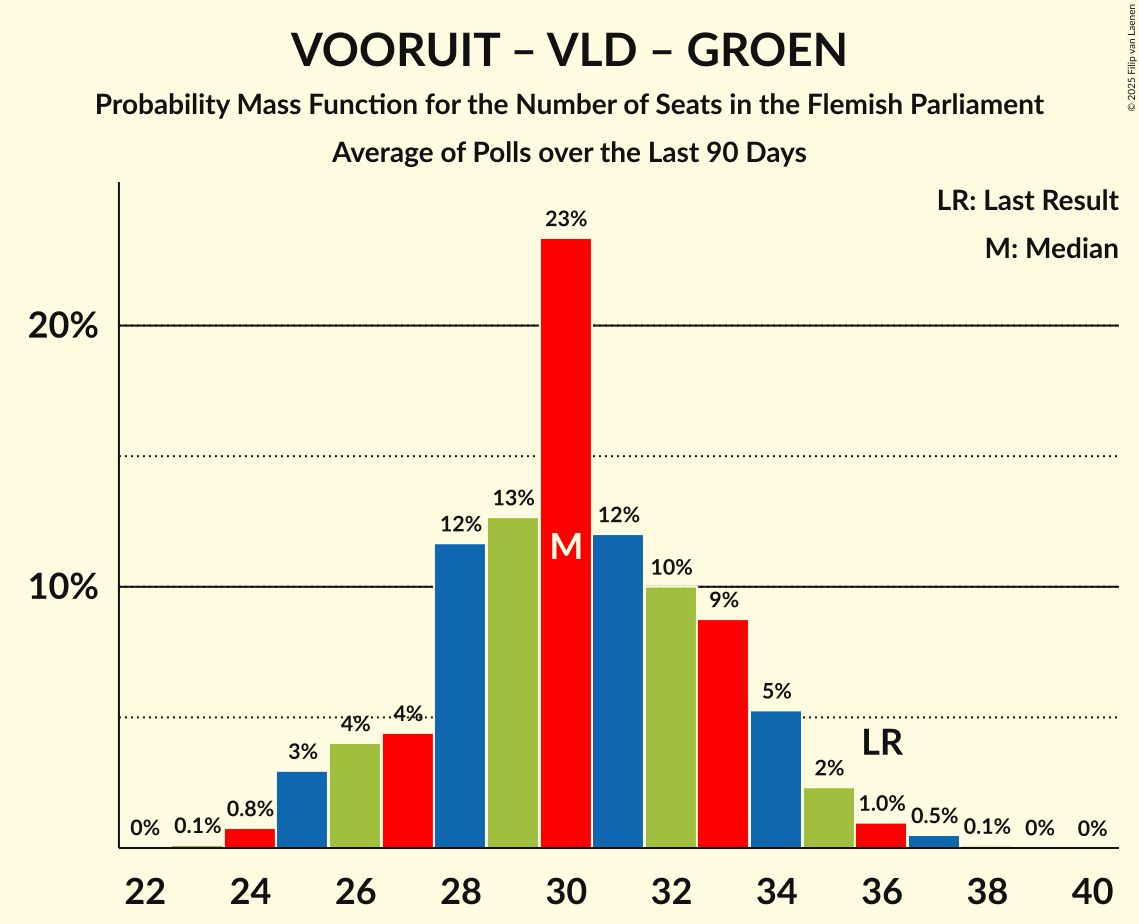 VOORUIT – VLD – GROEN
Probability Mass Function for the Number of Seats in the Flemish Parliament
Average of Polls over the Last 90 Days
© 2025 Filip van Laenen
LR: Last Result
M: Median
20%
10%
0%
0.1%
0.8%
3%
4%
4%
12%
13%
23%
M
12%
10%
9%
5%
2%
LR
1.0%
0.5%
0.1%
0%
0%
22 24 26 28 30 32 34 36 38 40